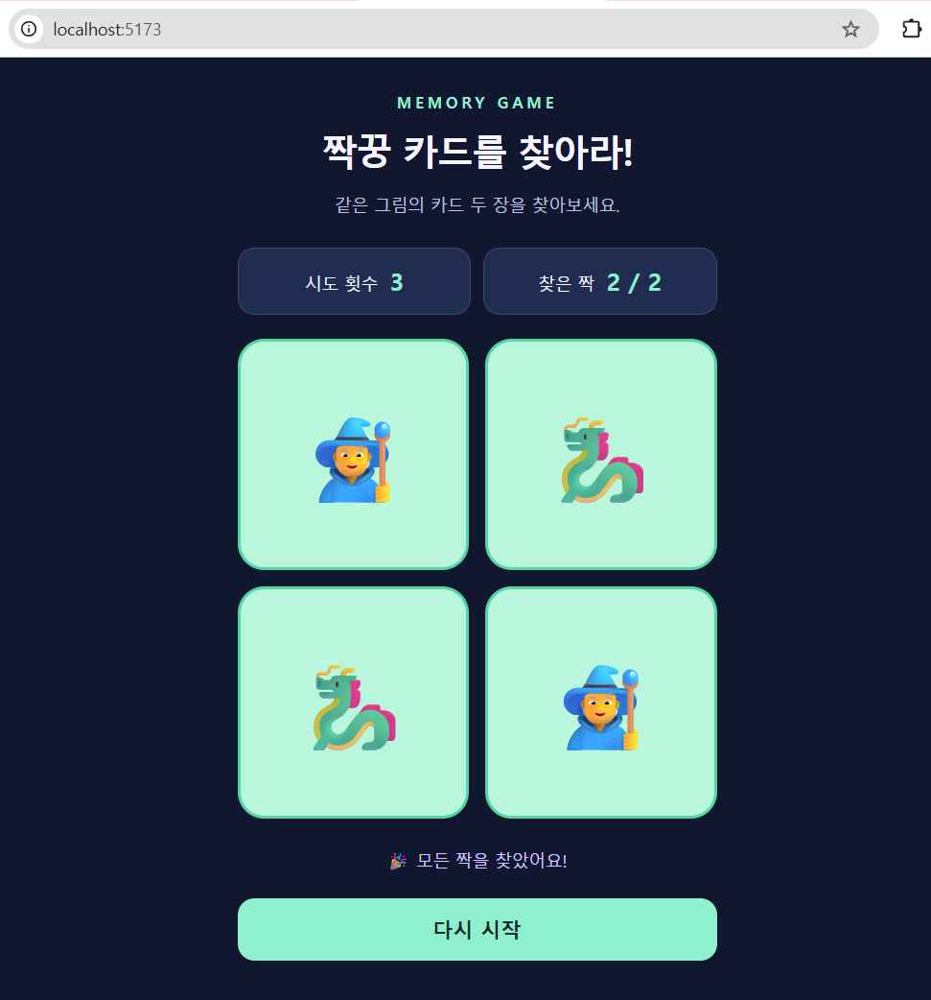 localhost:5173
MEMORY GAME
짝꿍 카드를 찾아라!
같은 그림의 카드 두 장을 찾아보세요.
시도 횟수 3
찾은 짝 2 / 2
🎉 모든 짝을 찾았어요!
다시 시작